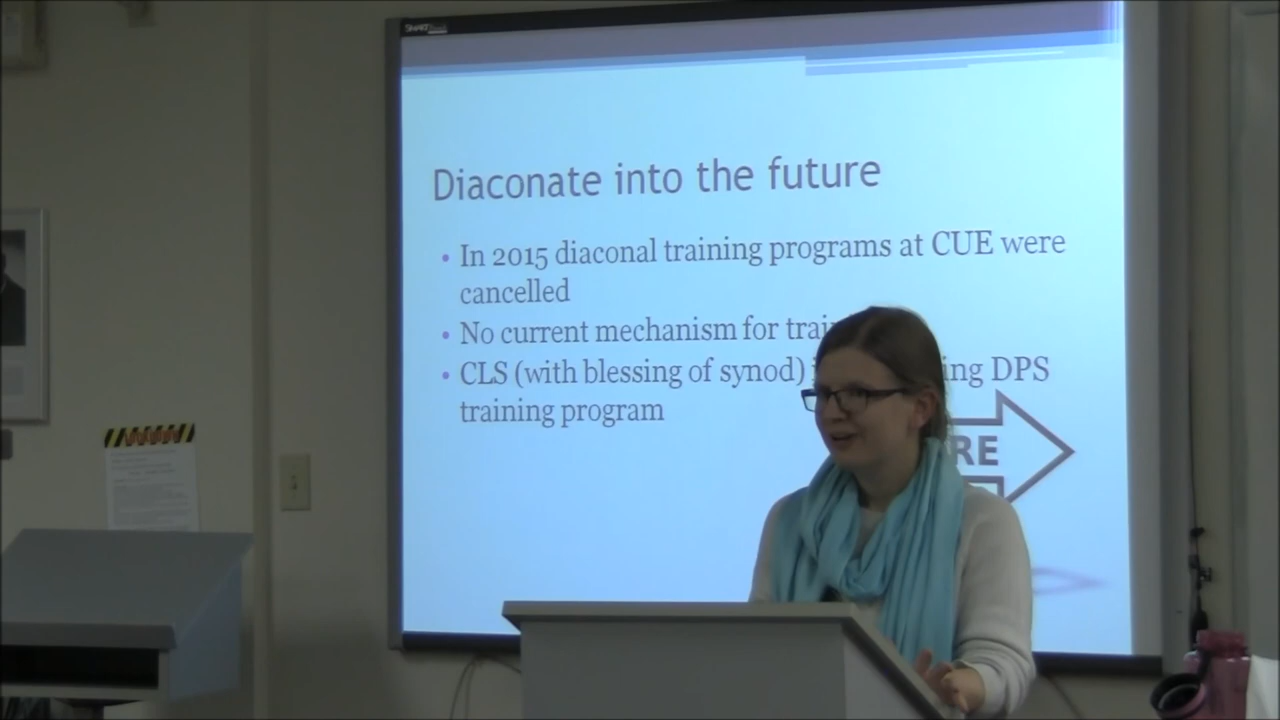 SMART
Diaconate into the future
• In 2015 diaconal training programs at CUE were
cancelled
• No current mechanism for trai
• CLS (with blessing of synod) ing DPS
training program
RE